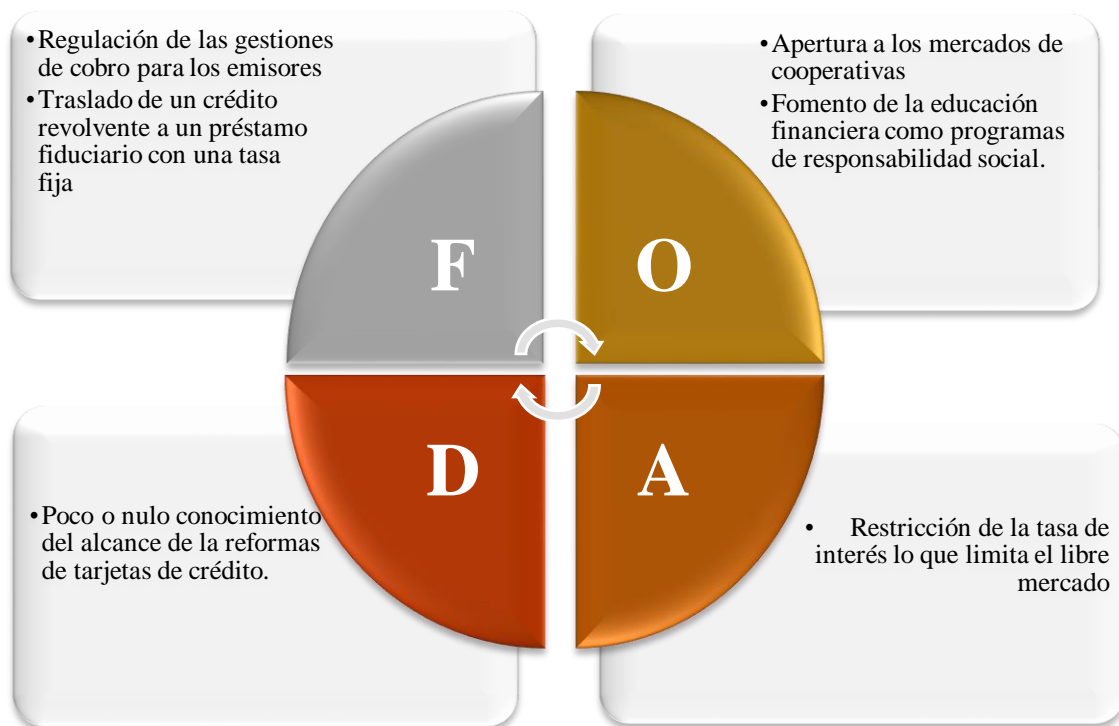 •Regulación de las gestiones
de cobro para los emisores
•Traslado de un crédito
revolvente a un préstamo
fiduciario con una tasa
fija
•Apertura a los mercados de
cooperativas
•Fomento de la educación
financiera como programas
de responsabilidad social.
F
O
D
A
•Poco o nulo conocimiento
del alcance de la reformas
de tarjetas de crédito.
• Restricción de la tasa de
interés lo que limita el libre
mercado